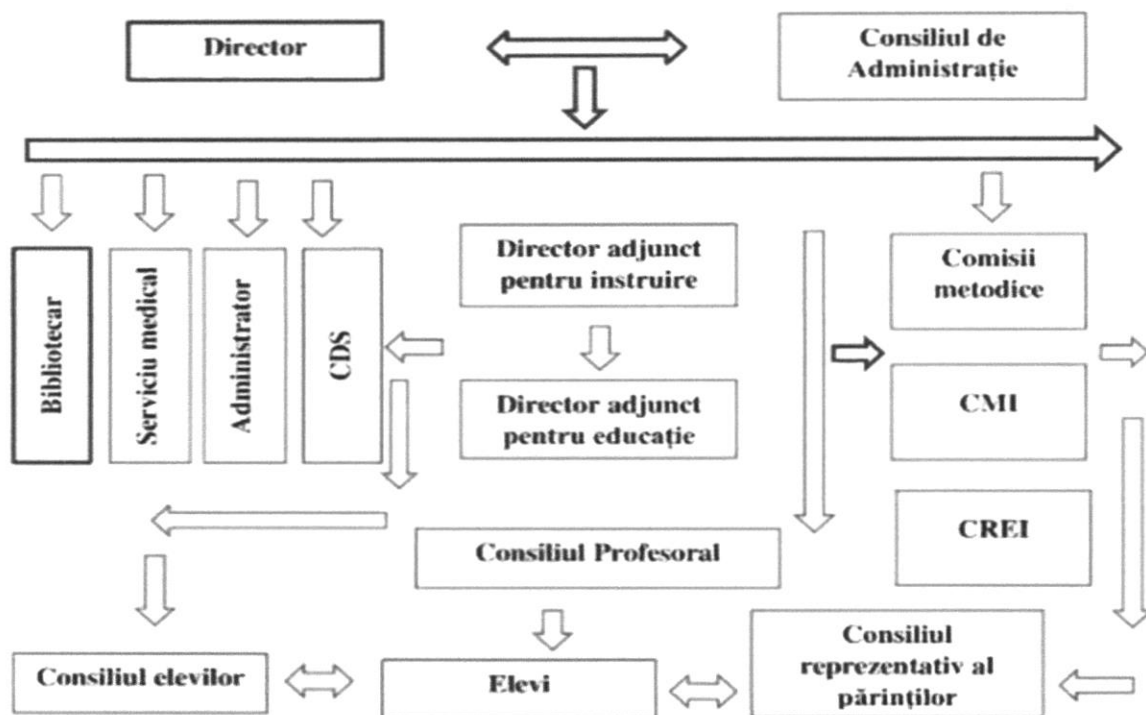 Director
Consiliul de
Administrație
Bibliotecar
Serviciu medical
Administrator
CDS
Director adjunct
pentru instruire
Director adjunct
pentru educație
Comisii
metodice
CMI
CREI
Consiliul Profesoral
Consiliul elevilor
Elevi
Consiliul
reprezentativ al
părinților